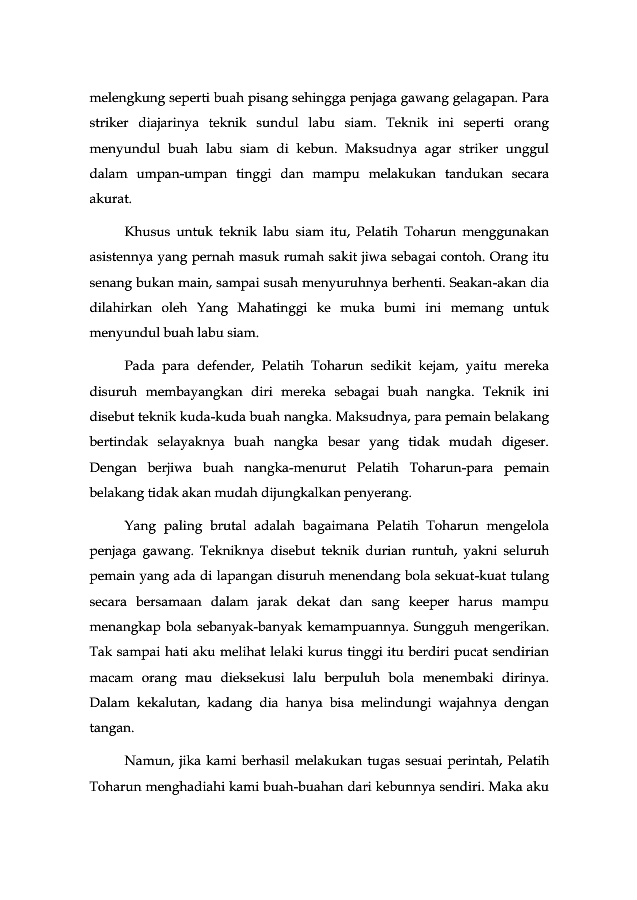 melengkung seperti buah pisang sehingga penjaga gawang gelagapan. Para
striker diajarinya teknik sundul labu siam. Teknik ini seperti orang
menyundul buah labu siam di kebun. Maksudnya agar striker unggul
dalam umpan-umpan tinggi dan mampu melakukan tandukan secara
akurat.
Khusus untuk teknik labu siam itu, Pelatih Toharun menggunakan
asistennya yang pernah masuk rumah sakit jiwa sebagai contoh. Orang itu
senang bukan main, sampai susah menyuruhnya berhenti. Seakan-akan dia
dilahirkan oleh Yang Mahatinggi ke muka bumi ini memang untuk
menyundul buah labu siam.
Pada para defender, Pelatih Toharun sedikit kejam, yaitu mereka
disuruh membayangkan diri mereka sebagai buah nangka. Teknik ini
disebut teknik kuda-kuda buah nangka. Maksudnya, para pemain belakang
bertindak selayaknya buah nangka besar yang tidak mudah digeser.
Dengan berjiwa buah nangka-menurut Pelatih Toharun-para pemain
belakang tidak akan mudah dijungkalkan penyerang.
Yang paling brutal adalah bagaimana Pelatih Toharun mengelola
penjaga gawang. Tekniknya disebut teknik durian runtuh, yakni seluruh
pemain yang ada di lapangan disuruh menendang bola sekuat-kuat tulang
secara bersamaan dalam jarak dekat dan sang keeper harus mampu
menangkap bola sebanyak-banyak kemampuannya. Sungguh mengerikan.
Tak sampai hati aku melihat lelaki kurus tinggi itu berdiri pucat sendirian
macam orang mau dieksekusi lalu berpuluh bola menembaki dirinya.
Dalam kekalutan, kadang dia hanya bisa melindungi wajahnya dengan
tangan.
Namun, jika kami berhasil melakukan tugas sesuai perintah, Pelatih
Toharun menghadiahi kami buah-buahan dari kebunnya sendiri. Maka aku